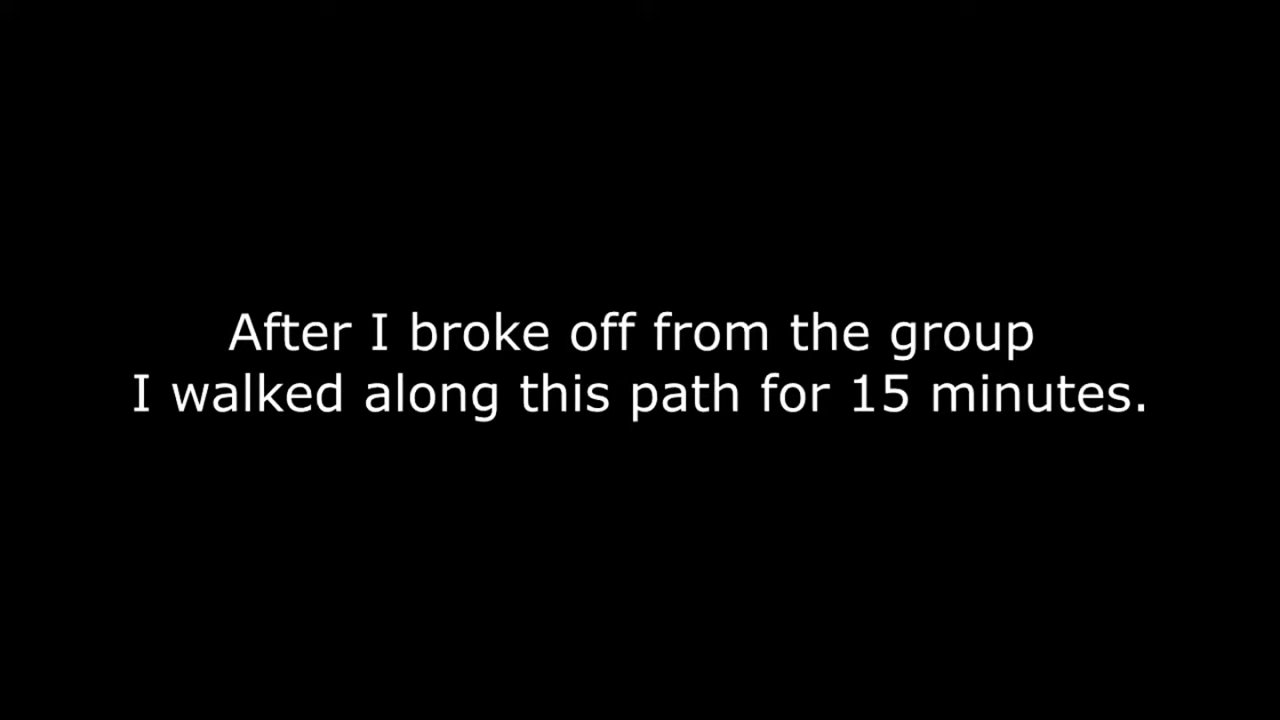 After I broke off from the group
I walked along this path for 15 minutes.